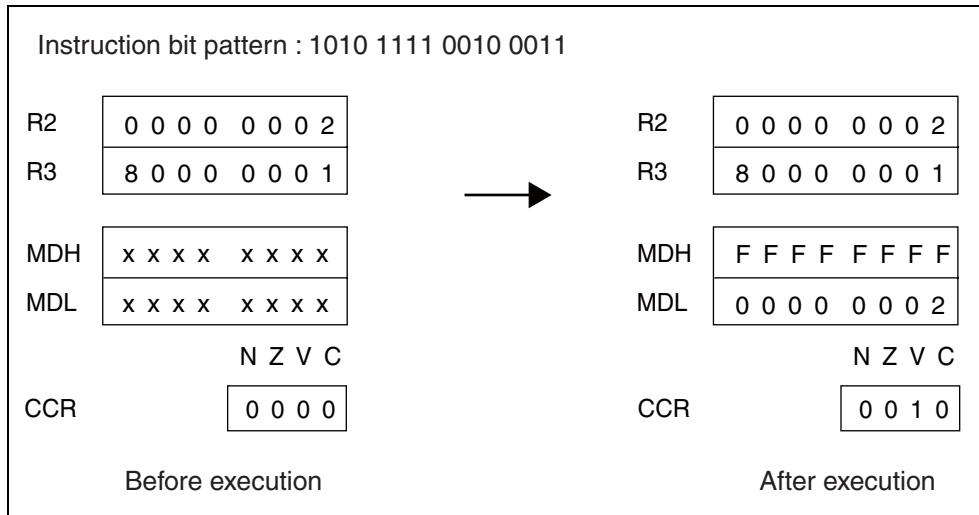 Instruction bit pattern : 1010 1111 0010 0011
R2 0 0 0 0 0 0 0 2 R2 0 0 0 0 0 0 0 2
R3 8 0 0 0 0 0 0 1 R3 8 0 0 0 0 0 0 1
MDH x x x x x x x x MDH F F F F F F F F
MDL x x x x x x x x MDL 0 0 0 0 0 0 0 2
N Z V C N Z V C
CCR 0 0 0 0 CCR 0 0 1 0
Before execution After execution